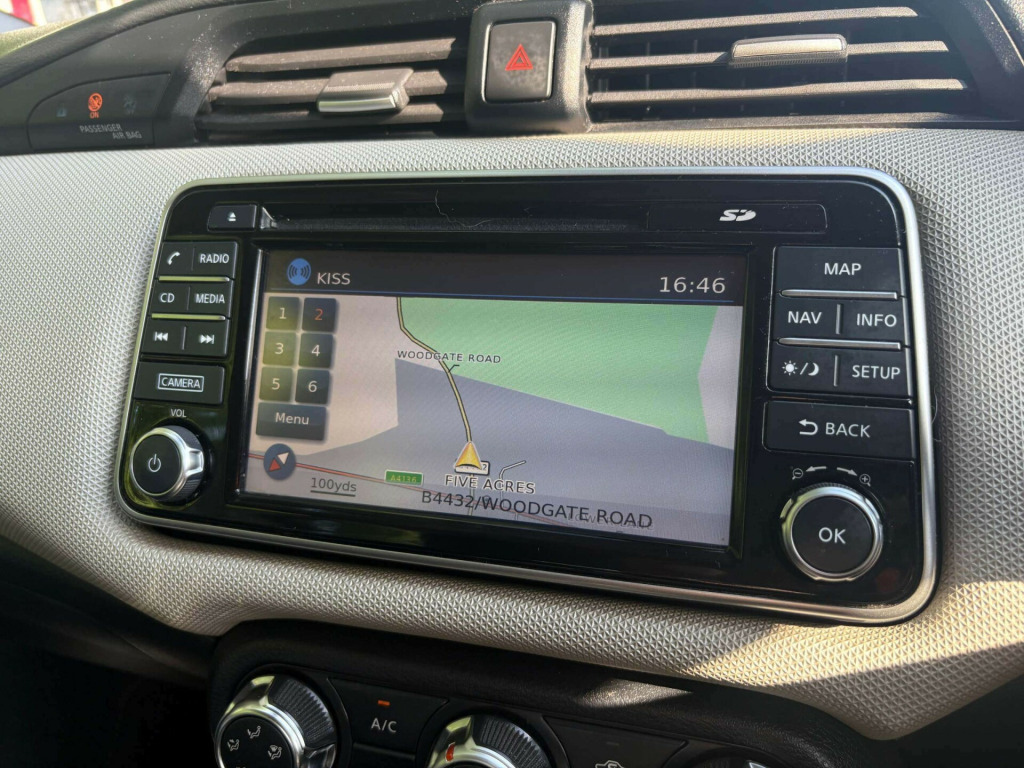 ON
PASSENGER
AIR BAG
SD
RADIO
CD
MEDIA
CAMERA
VOL
KISS
16:46
1
2
3
4
5
6
Menu
WOODGATE ROAD
100yds
A4136
FIVE ACRES
B4432/WOODGATE ROAD
MAP
NAV
INFO
SETUP
BACK
OK
A/C